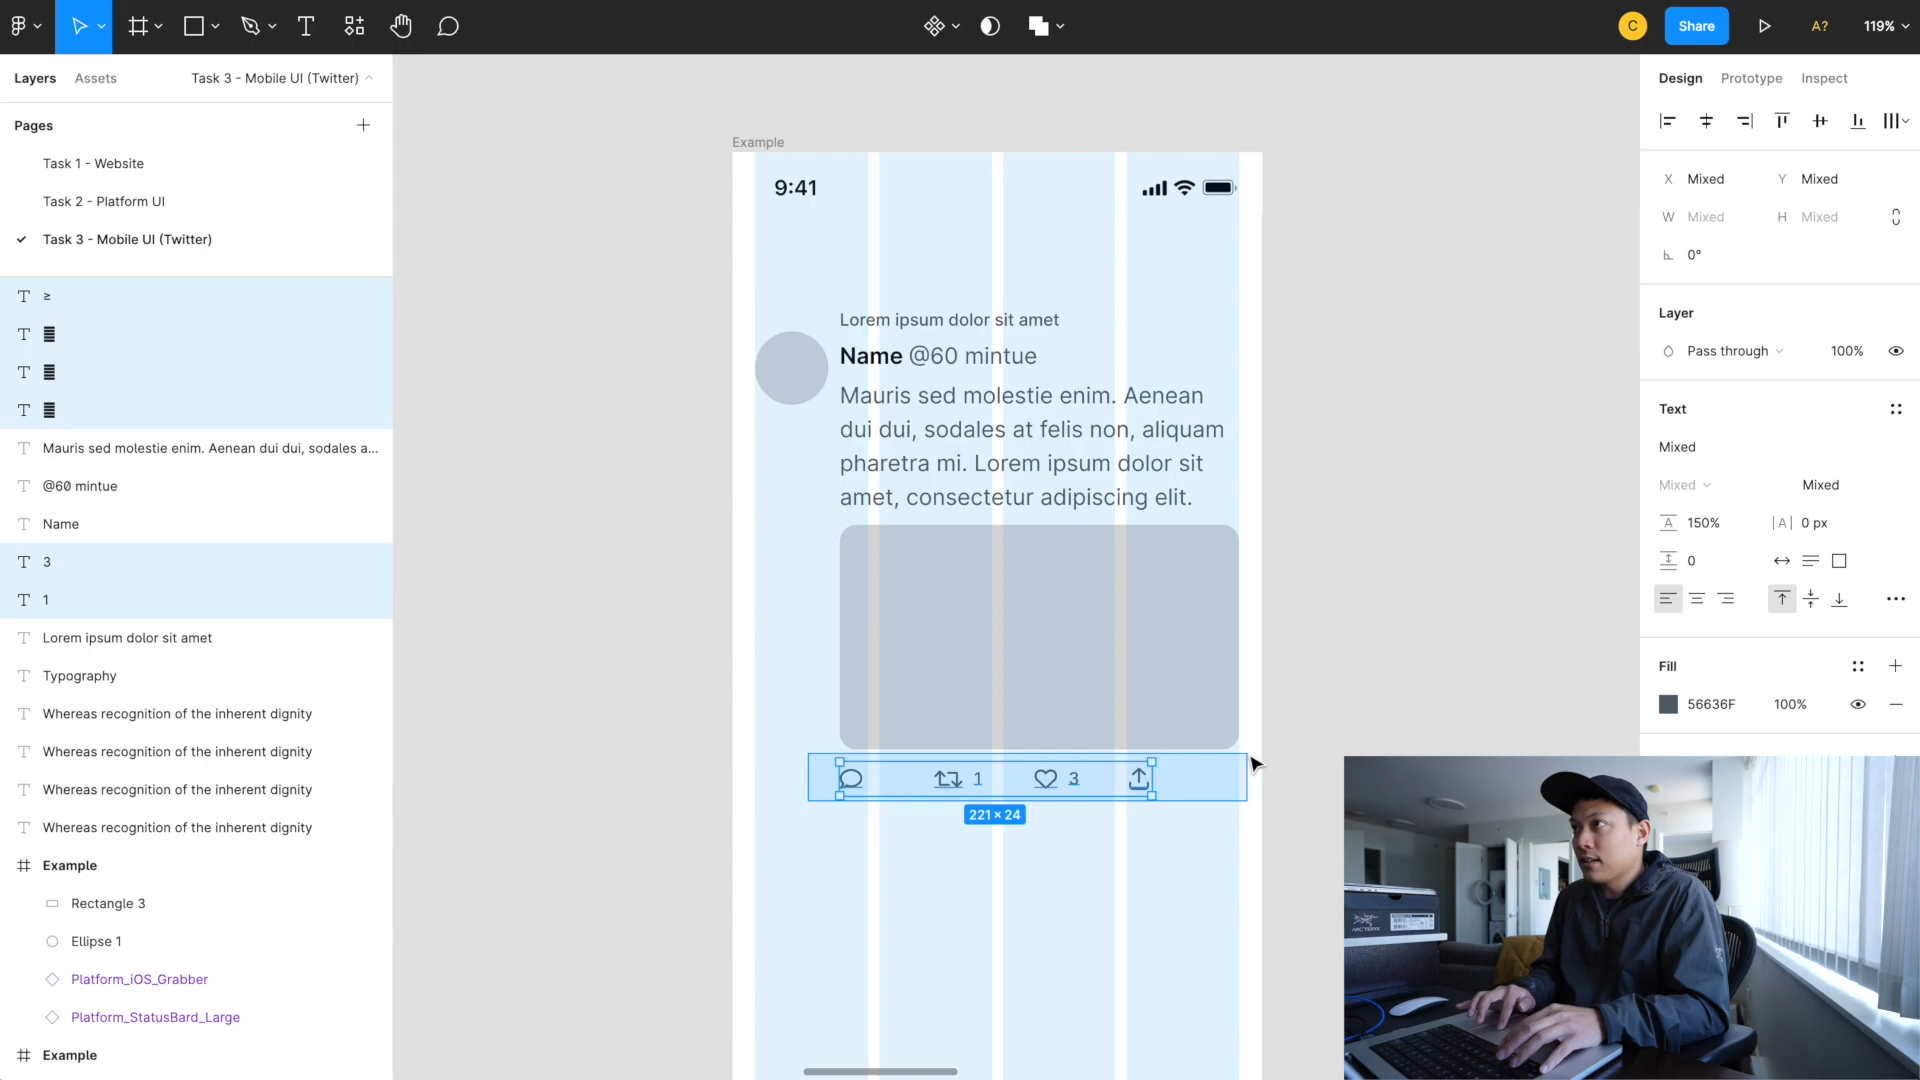 C
Share
A?
119%
Layers
Assets
Task 3 - Mobile UI (Twitter)
Design
Prototype
Inspect
Pages
Task 1 - Website
Task 2 - Platform UI
Task 3 - Mobile UI (Twitter)
≥
Mauris sed molestie enim. Aenean dui dui, sodales a...
@60 mintue
Name
3
1
Lorem ipsum dolor sit amet
Typography
Whereas recognition of the inherent dignity
Whereas recognition of the inherent dignity
Whereas recognition of the inherent dignity
Whereas recognition of the inherent dignity
Example
Rectangle 3
Ellipse 1
Platform_iOS_Grabber
Platform_StatusBard_Large
Example
Example
9:41
Lorem ipsum dolor sit amet
Name @60 mintue
Mauris sed molestie enim. Aenean
dui dui, sodales at felis non, aliquam
pharetra mi. Lorem ipsum dolor sit
amet, consectetur adipiscing elit.
1
3
221 × 24
X Mixed Y Mixed
W Mixed H Mixed
0°
Layer
Pass through 100%
Text
Mixed
Mixed Mixed
150% |A| 0 px
0
Fill
56636F 100%
ARC'TERYX